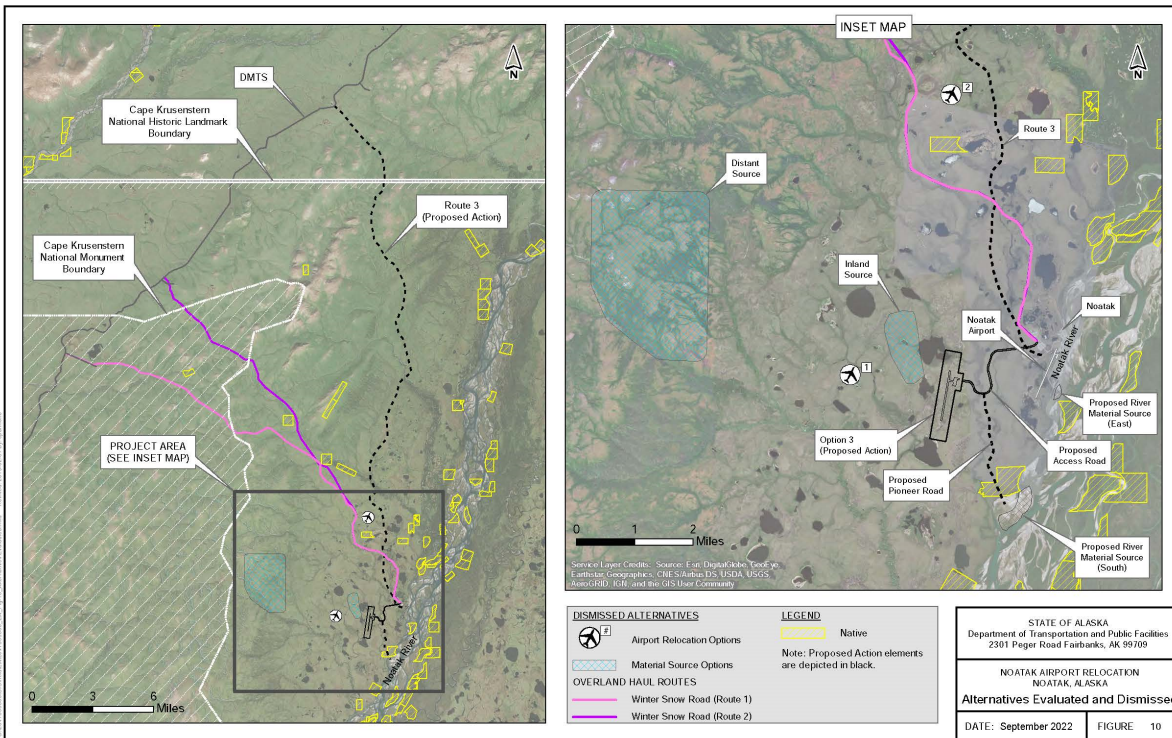 N
DMTS
Cape Krusenstern
National Historic Landmark
Boundary
Route 3
(Proposed Action)
Cape Krusenstern
National Monument
Boundary
PROJECT AREA
(SEE INSET MAP)
Noatak River
0 3 6
Miles
INSET MAP
N
2
Route 3
Distant
Source
Inland
Source
Noatak
Noatak
Airport
Noatak River
1
Proposed River
Material Source
(East)
Option 3
(Proposed Action)
Proposed
Access Road
Proposed
Pioneer Road
Proposed River
Material Source
(South)
0 1 2
Miles
Service Layer Credits: Source: Esri, DigitalGlobe, GeoEye,
Earthstar Geographics, CNES/Airbus DS, USDA, USGS,
AeroGRID, IGN, and the GIS User Community
DISMISSED ALTERNATIVES
#
Airport Relocation Options
Material Source Options
OVERLAND HAUL ROUTES
Winter Snow Road (Route 1)
Winter Snow Road (Route 2)
LEGEND
Native
Note: Proposed Action elements
are depicted in black.
STATE OF ALASKA
Department of Transportation and Public Facilities
2301 Peger Road Fairbanks, AK 99709
NOATAK AIRPORT RELOCATION
NOATAK, ALASKA
Alternatives Evaluated and Dismissed
DATE: September 2022
FIGURE 10